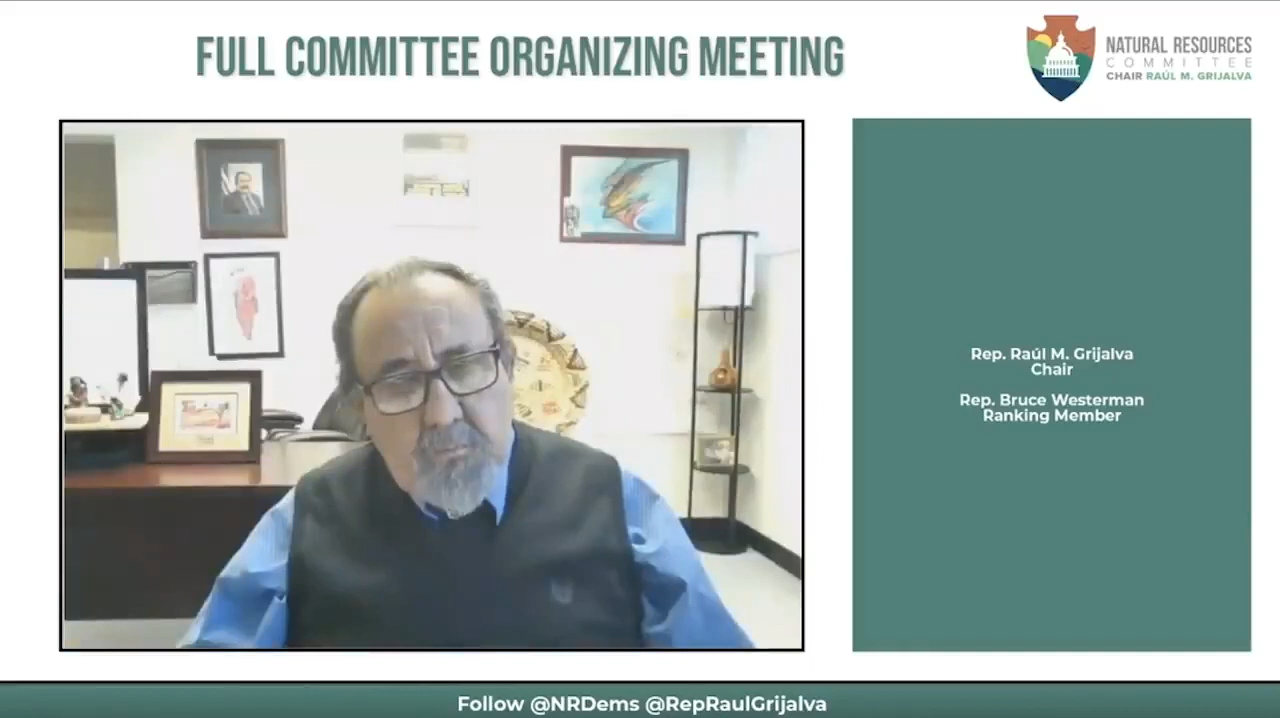 FULL COMMITTEE ORGANIZING MEETING
NATURAL RESOURCES
COMMITTEE
CHAIR RAÚL M. GRIJALVA
Rep. Raúl M. Grijalva
Chair
Rep. Bruce Westerman
Ranking Member
Follow @NRDems @RepRaulGrijalva